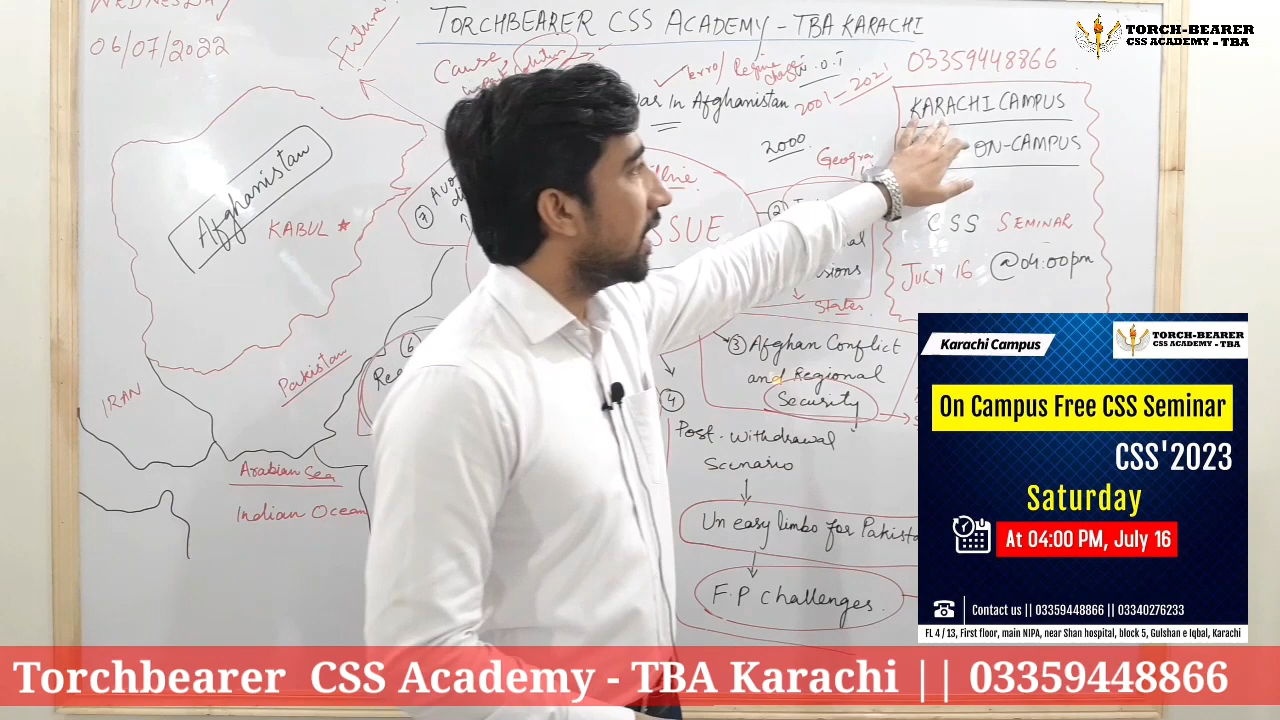 WEDNESDAY
06/07/2022
TORCHBEARER CSS ACADEMY - TBA KARACHI
TORCH-BEARER
CSS ACADEMY - TBA
03359448866
Future
Cause
War In Afghanistan
2001-2021
2000
KARACHI CAMPUS
ON-CAMPUS
CSS SEMINAR
JULY 16 @04:00pm
Afghanistan
KABUL
Pakistan
IRAN
Arabian Sea
Indian Ocean
ISSUE
States
③ Afghan Conflict
and Regional
Security
④
Post-Withdrawal
Scenario
Un easy limbo for Pakista
F.P challenges.
⑥
⑦
Karachi Campus
TORCH-BEARER
CSS ACADEMY - TBA
On Campus Free CSS Seminar
CSS'2023
Saturday
At 04:00 PM, July 16
Contact us || 03359448866 || 03340276233
FL 4 / 13, First floor, main NIPA, near Shan hospital, block 5, Gulshan e Iqbal, Karachi
Torchbearer CSS Academy - TBA Karachi || 03359448866